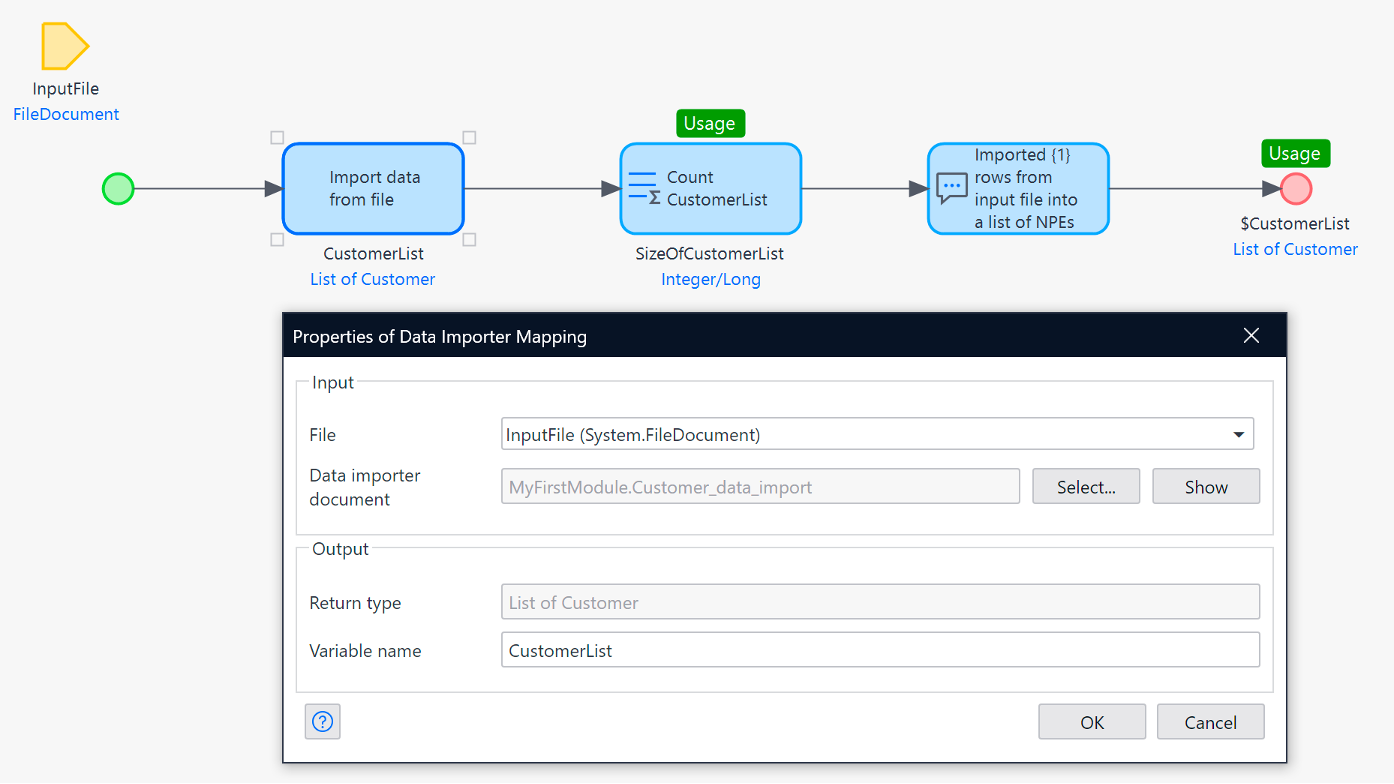 InputFile
FileDocument
Import data
from file
CustomerList
List of Customer
Usage
Count
CustomerList
SizeOfCustomerList
Integer/Long
Imported {1}
rows from
input file into
a list of NPEs
Usage
$CustomerList
List of Customer
Properties of Data Importer Mapping
Input
File
InputFile (System.FileDocument)
Data importer
document
MyFirstModule.Customer_data_import
Select...
Show
Output
Return type
List of Customer
Variable name
CustomerList
?
OK
Cancel